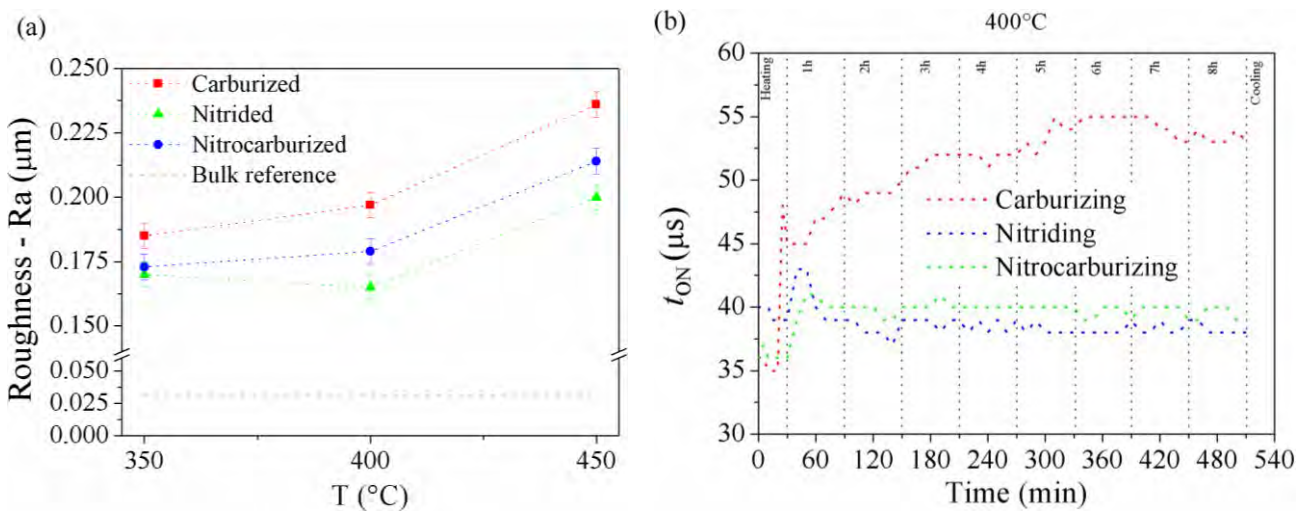 (a)
Roughness - Ra (μm)
0.250
0.225
0.200
0.175
0.150
0.050
0.025
0.000
Carburized
Nitrided
Nitrocarburized
Bulk reference
350
400
450
T (°C)
(b)
400°C
t_ON (μs)
60
55
50
45
40
35
30
Heating
1h
2h
3h
4h
5h
6h
7h
8h
Cooling
Carburizing
Nitriding
Nitrocarburizing
0 60 120 180 240 300 360 420 480 540
Time (min)